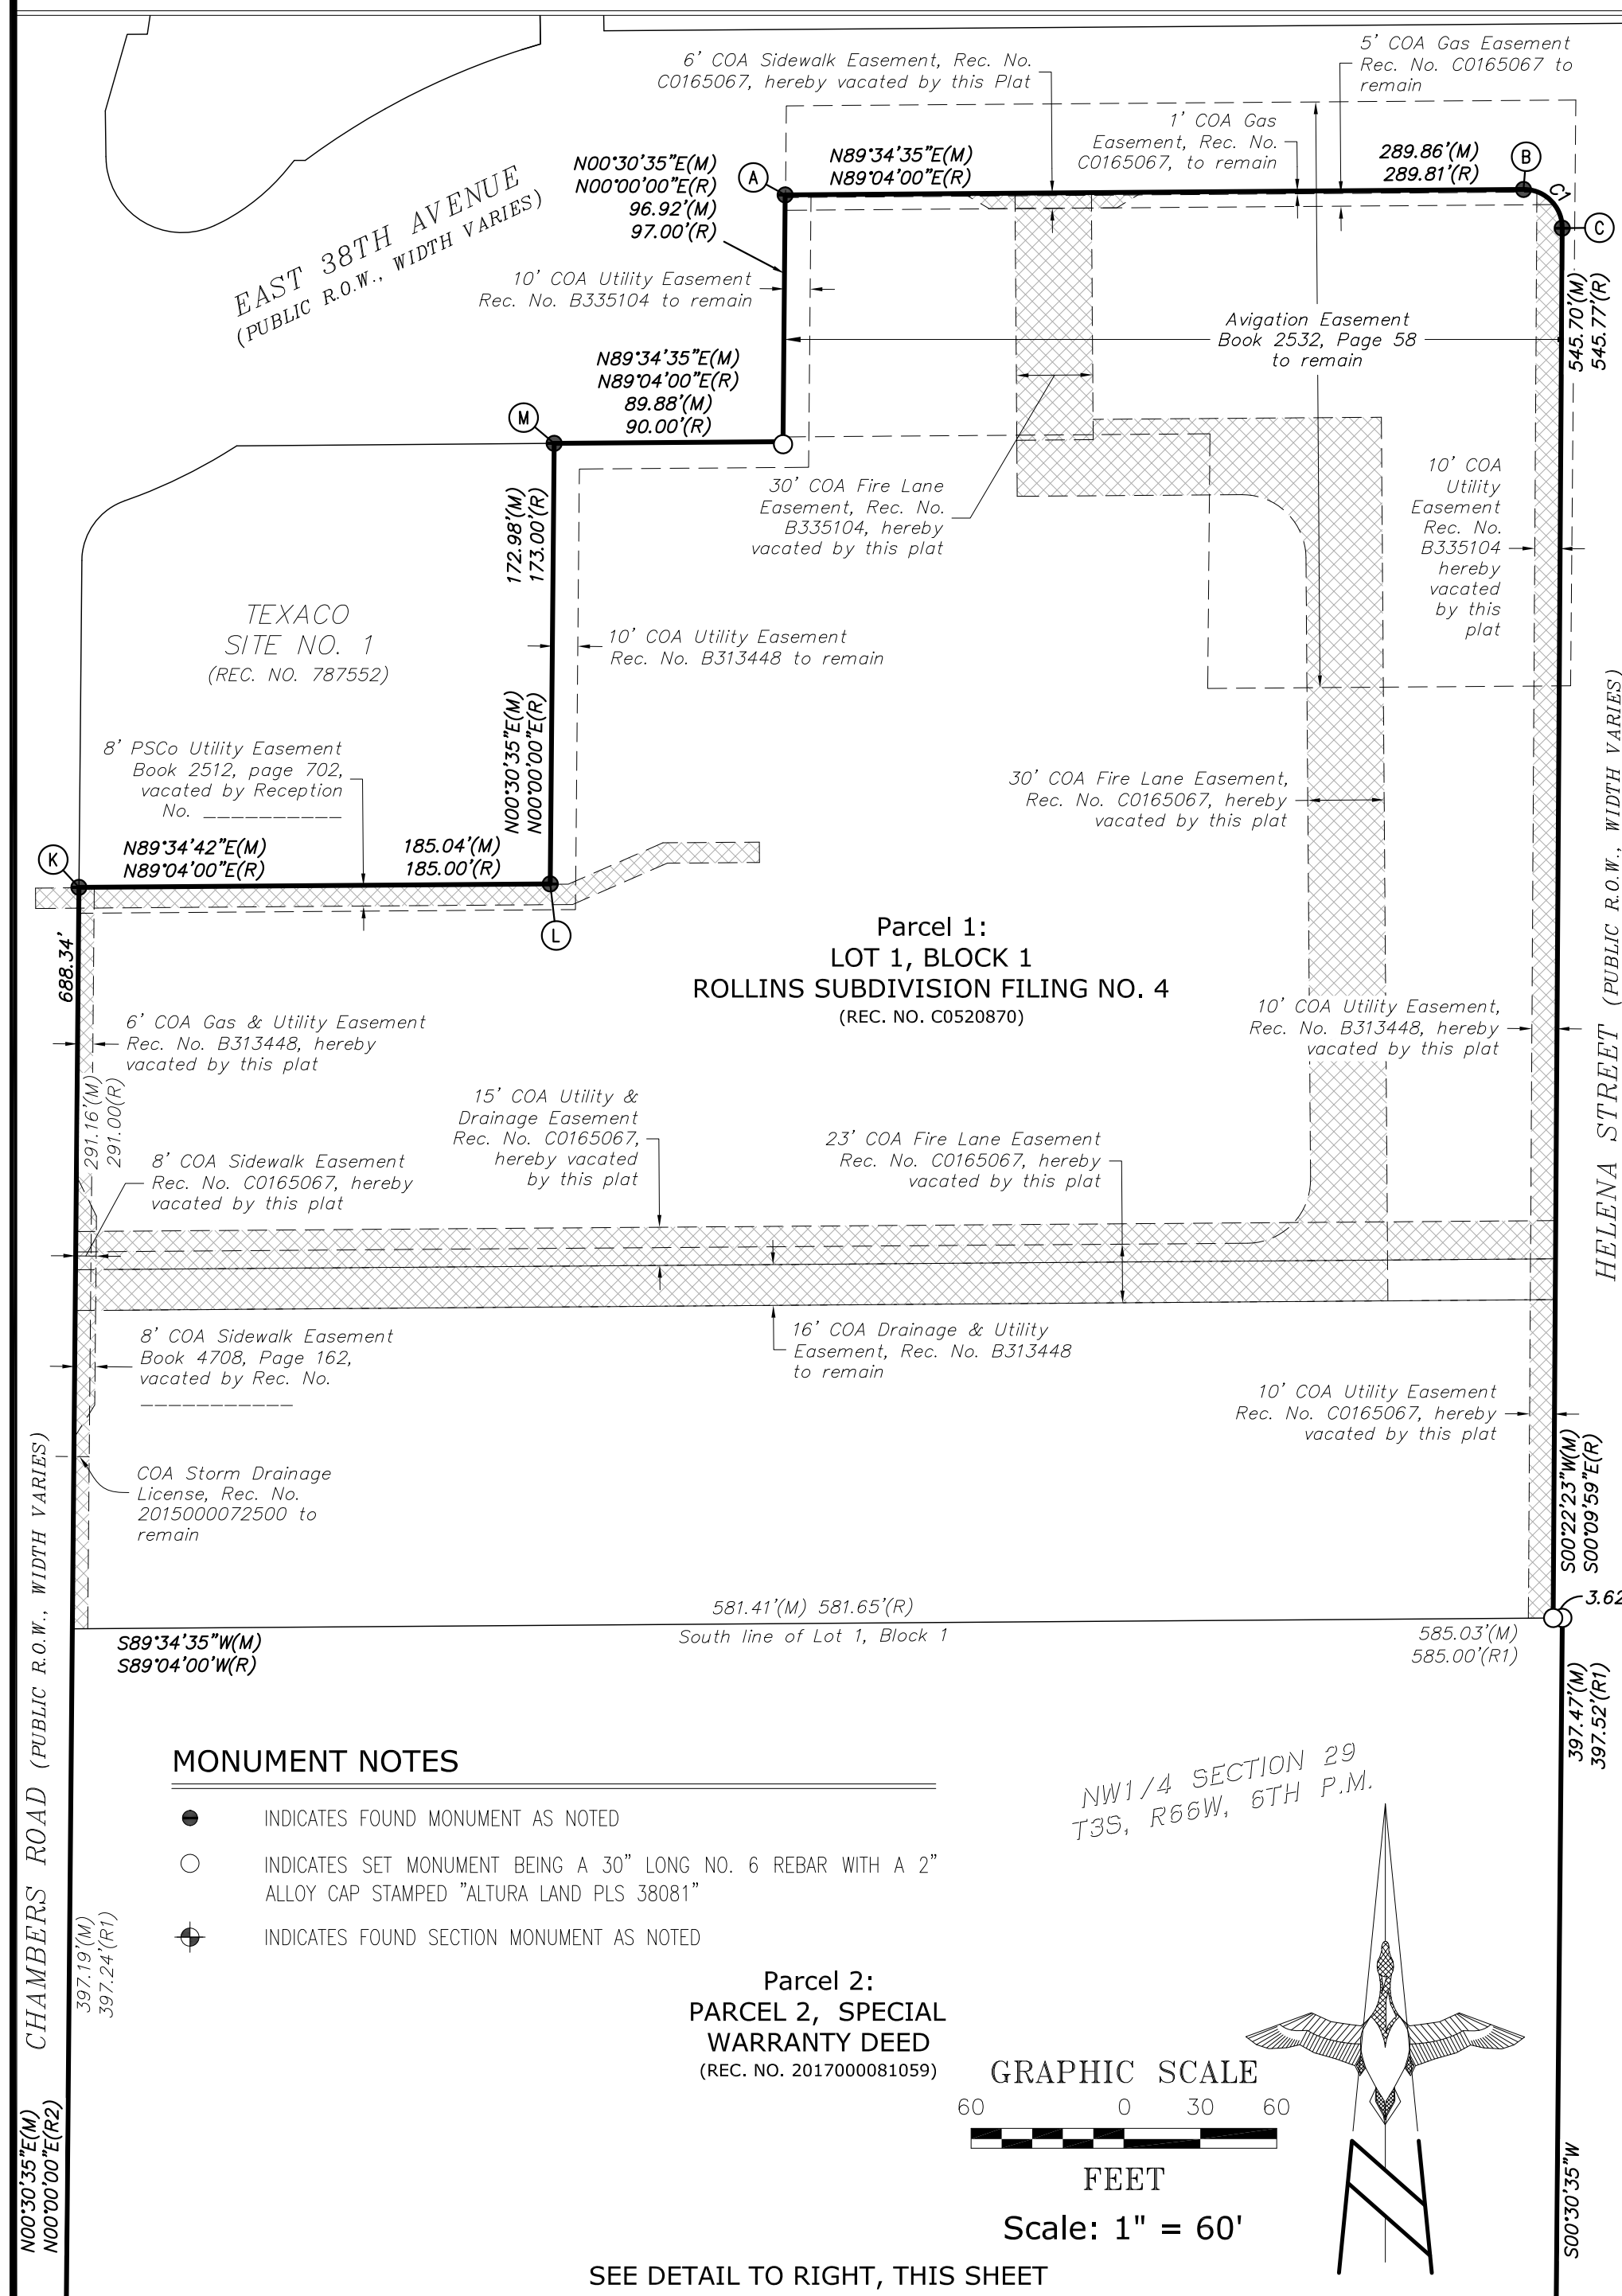 6' COA Sidewalk Easement, Rec. No.
C0165067, hereby vacated by this Plat
5' COA Gas Easement
Rec. No. C0165067 to
remain
1' COA Gas
Easement, Rec. No.
C0165067, to remain
EAST 38TH AVENUE
(PUBLIC R.O.W., WIDTH VARIES)
N00°30'35"E(M)
N00°00'00"E(R)
96.92'(M)
97.00'(R)
A
N89°34'35"E(M)
N89°04'00"E(R)
289.86'(M)
289.81'(R)
B
C1
C
545.70'(M)
545.77'(R)
10' COA Utility Easement
Rec. No. B335104 to remain
Avigation Easement
Book 2532, Page 58
to remain
N89°34'35"E(M)
N89°04'00"E(R)
89.88'(M)
90.00'(R)
M
30' COA Fire Lane
Easement, Rec. No.
B335104, hereby
vacated by this plat
10' COA
Utility
Easement
Rec. No.
B335104
hereby
vacated
by this
plat
172.98'(M)
173.00'(R)
TEXACO
SITE NO. 1
(REC. NO. 787552)
10' COA Utility Easement
Rec. No. B313448 to remain
N00°30'35"E(M)
N00°00'00"E(R)
8' PSCo Utility Easement
Book 2512, page 702,
vacated by Reception
No. __________
30' COA Fire Lane Easement,
Rec. No. C0165067, hereby
vacated by this plat
HELENA STREET (PUBLIC R.O.W., WIDTH VARIES)
K
N89°34'42"E(M)
N89°04'00"E(R)
185.04'(M)
185.00'(R)
L
688.34'
Parcel 1:
LOT 1, BLOCK 1
ROLLINS SUBDIVISION FILING NO. 4
(REC. NO. C0520870)
6' COA Gas & Utility Easement
Rec. No. B313448, hereby
vacated by this plat
10' COA Utility Easement,
Rec. No. B313448, hereby
vacated by this plat
291.16'(M)
291.00'(R)
15' COA Utility &
Drainage Easement
Rec. No. C0165067,
hereby vacated
by this plat
8' COA Sidewalk Easement
Rec. No. C0165067, hereby
vacated by this plat
23' COA Fire Lane Easement
Rec. No. C0165067, hereby
vacated by this plat
8' COA Sidewalk Easement
Book 4708, Page 162,
vacated by Rec. No.
___________
16' COA Drainage & Utility
Easement, Rec. No. B313448
to remain
10' COA Utility Easement
Rec. No. C0165067, hereby
vacated by this plat
COA Storm Drainage
License, Rec. No.
2015000072500 to
remain
S00°22'23"W(M)
S00°09'59"E(R)
3.62
581.41'(M) 581.65'(R)
South line of Lot 1, Block 1
S89°34'35"W(M)
S89°04'00'W(R)
585.03'(M)
585.00'(R1)
397.47'(M)
397.52'(R1)
CHAMBERS ROAD (PUBLIC R.O.W., WIDTH VARIES)
MONUMENT NOTES
INDICATES FOUND MONUMENT AS NOTED
INDICATES SET MONUMENT BEING A 30" LONG NO. 6 REBAR WITH A 2"
ALLOY CAP STAMPED "ALTURA LAND PLS 38081"
INDICATES FOUND SECTION MONUMENT AS NOTED
NW1/4 SECTION 29
T3S, R66W, 6TH P.M.
397.19'(M)
397.24'(R1)
Parcel 2:
PARCEL 2, SPECIAL
WARRANTY DEED
(REC. NO. 2017000081059)
GRAPHIC SCALE
60 0 30 60
FEET
Scale: 1" = 60'
N
N00°30'35"E(M)
N00°00'00"E(R2)
S00°30'35"W
SEE DETAIL TO RIGHT, THIS SHEET